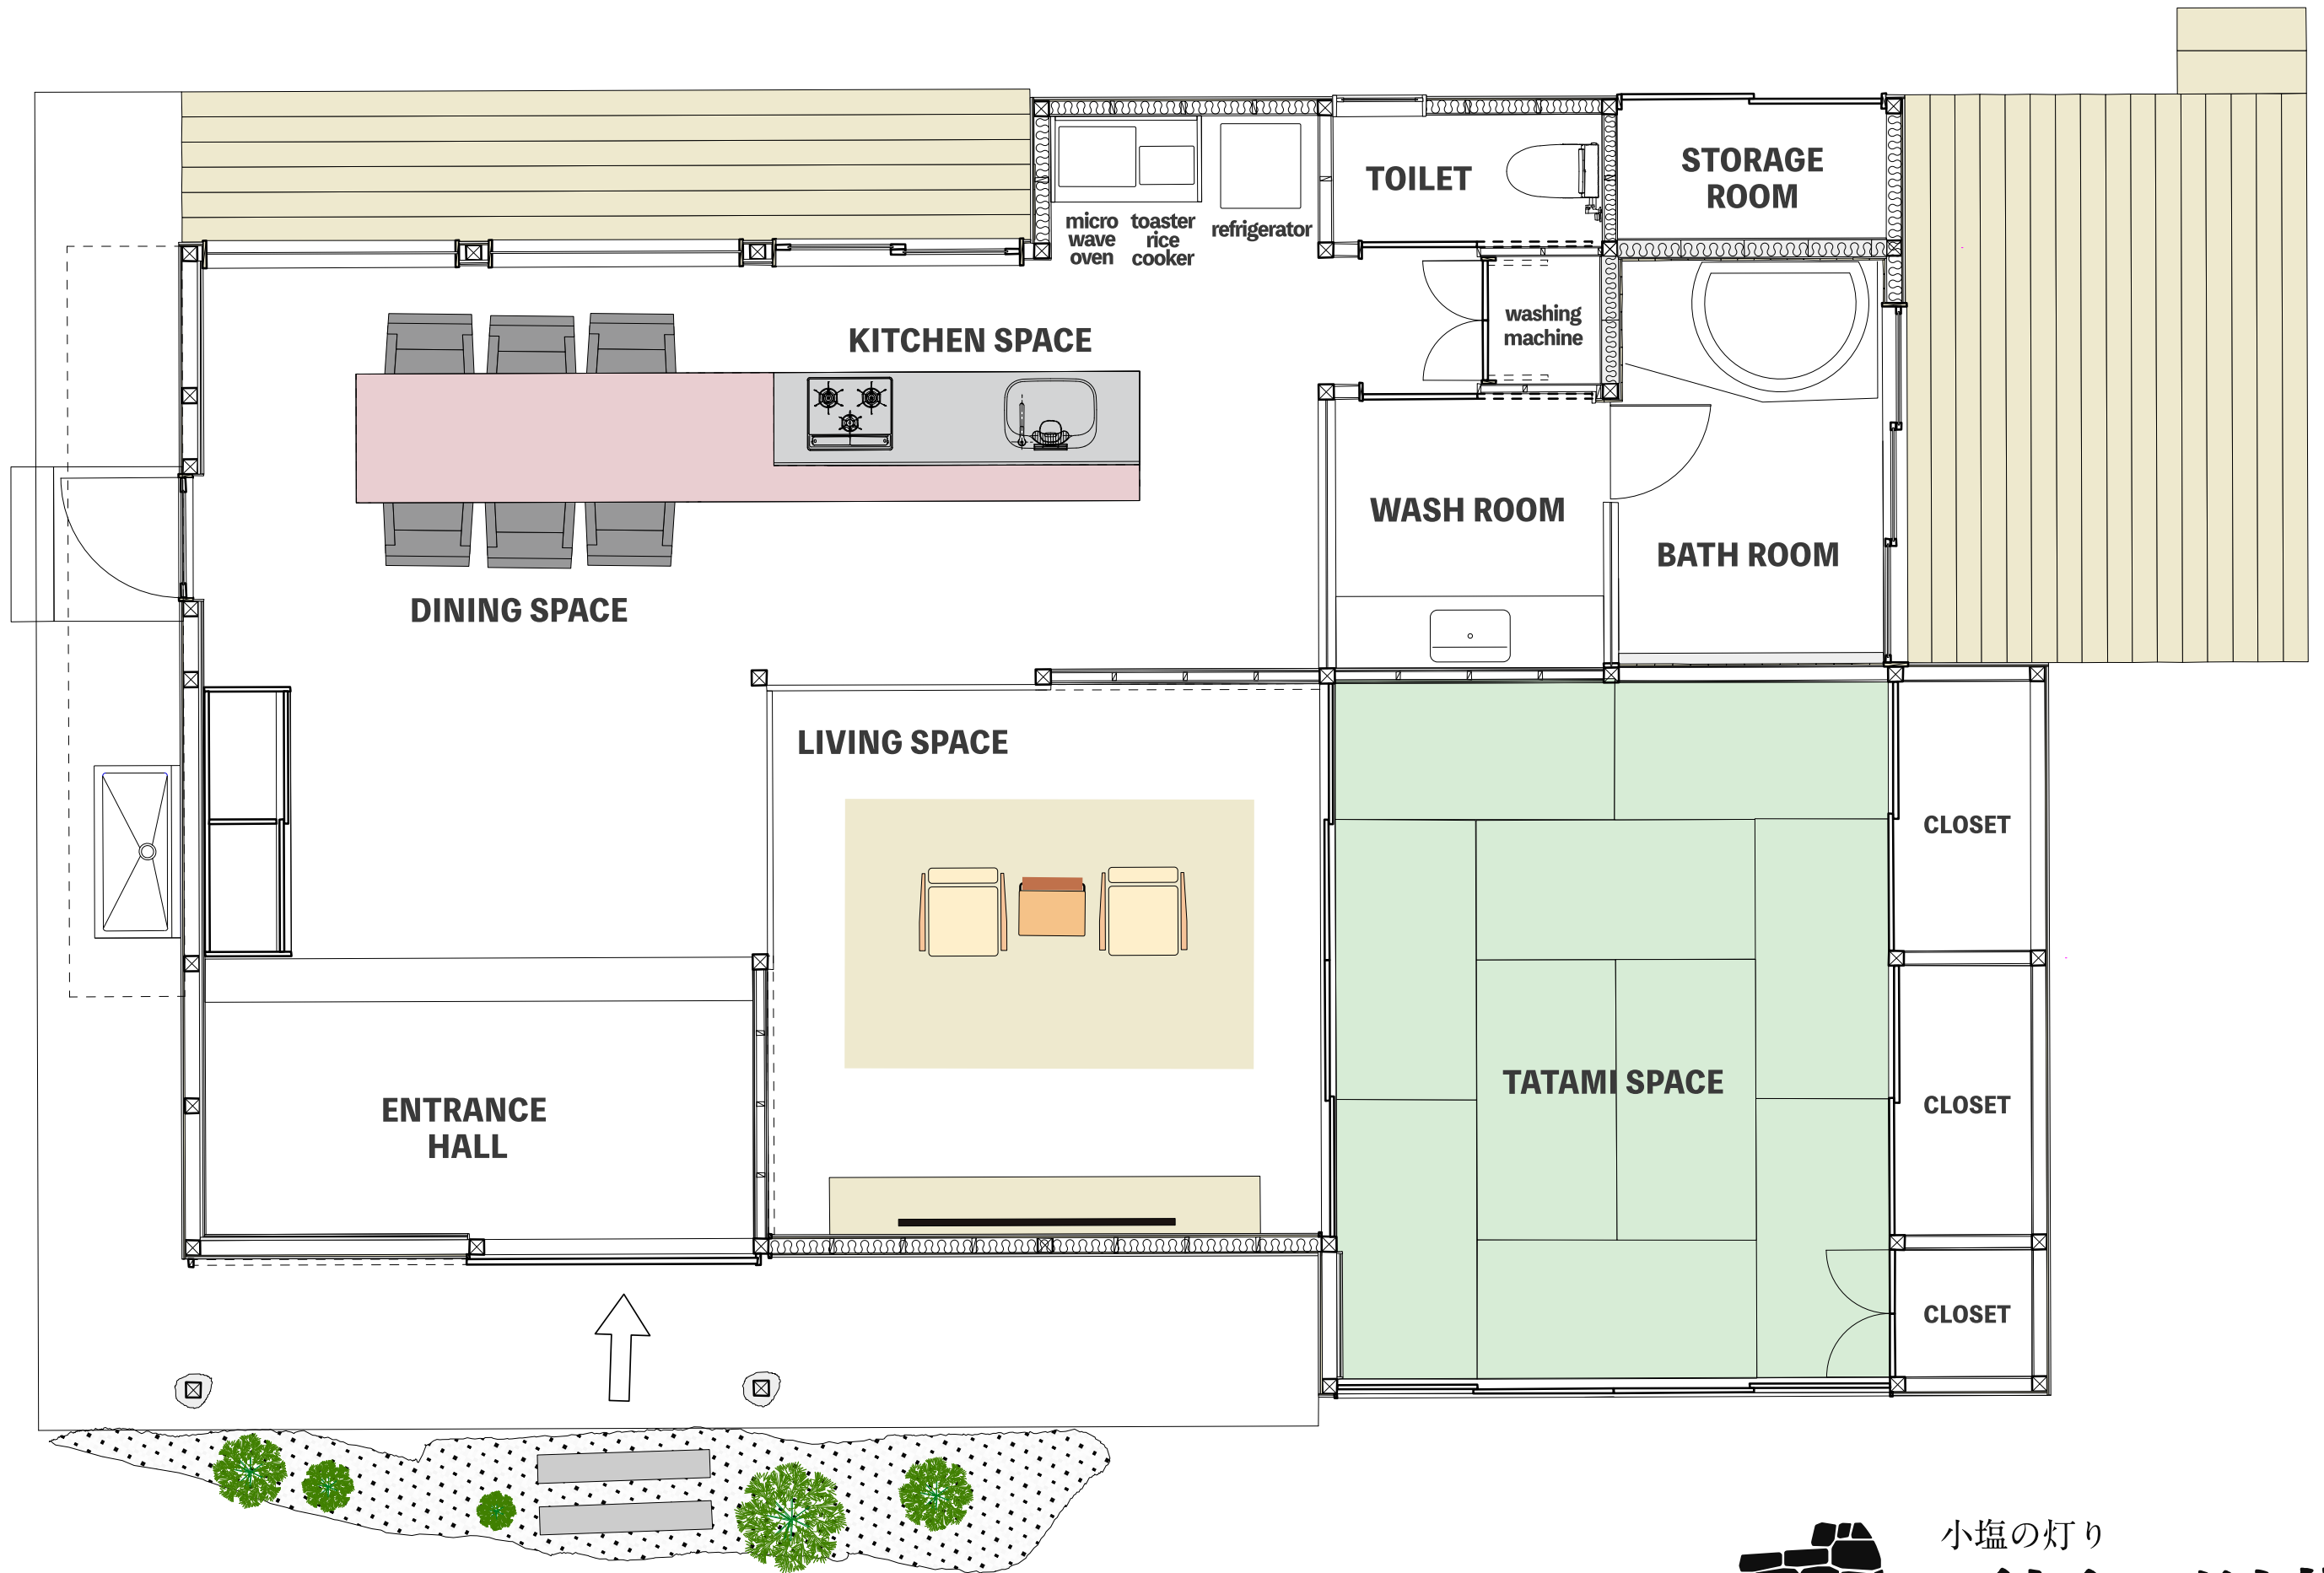 TOILET
STORAGE
ROOM
micro
wave
oven
toaster
rice
cooker
refrigerator
KITCHEN SPACE
washing
machine
WASH ROOM
BATH ROOM
DINING SPACE
LIVING SPACE
CLOSET
TATAMI SPACE
CLOSET
ENTRANCE
HALL
CLOSET
小塩の灯り